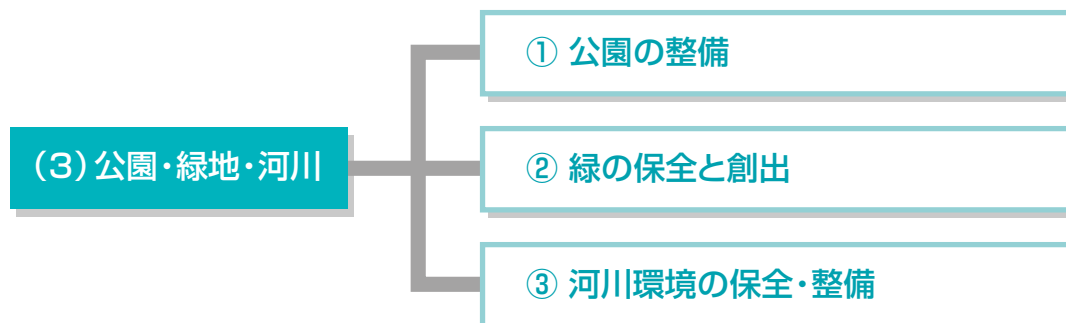 (3)公園・緑地・河川
① 公園の整備
② 緑の保全と創出
③ 河川環境の保全・整備